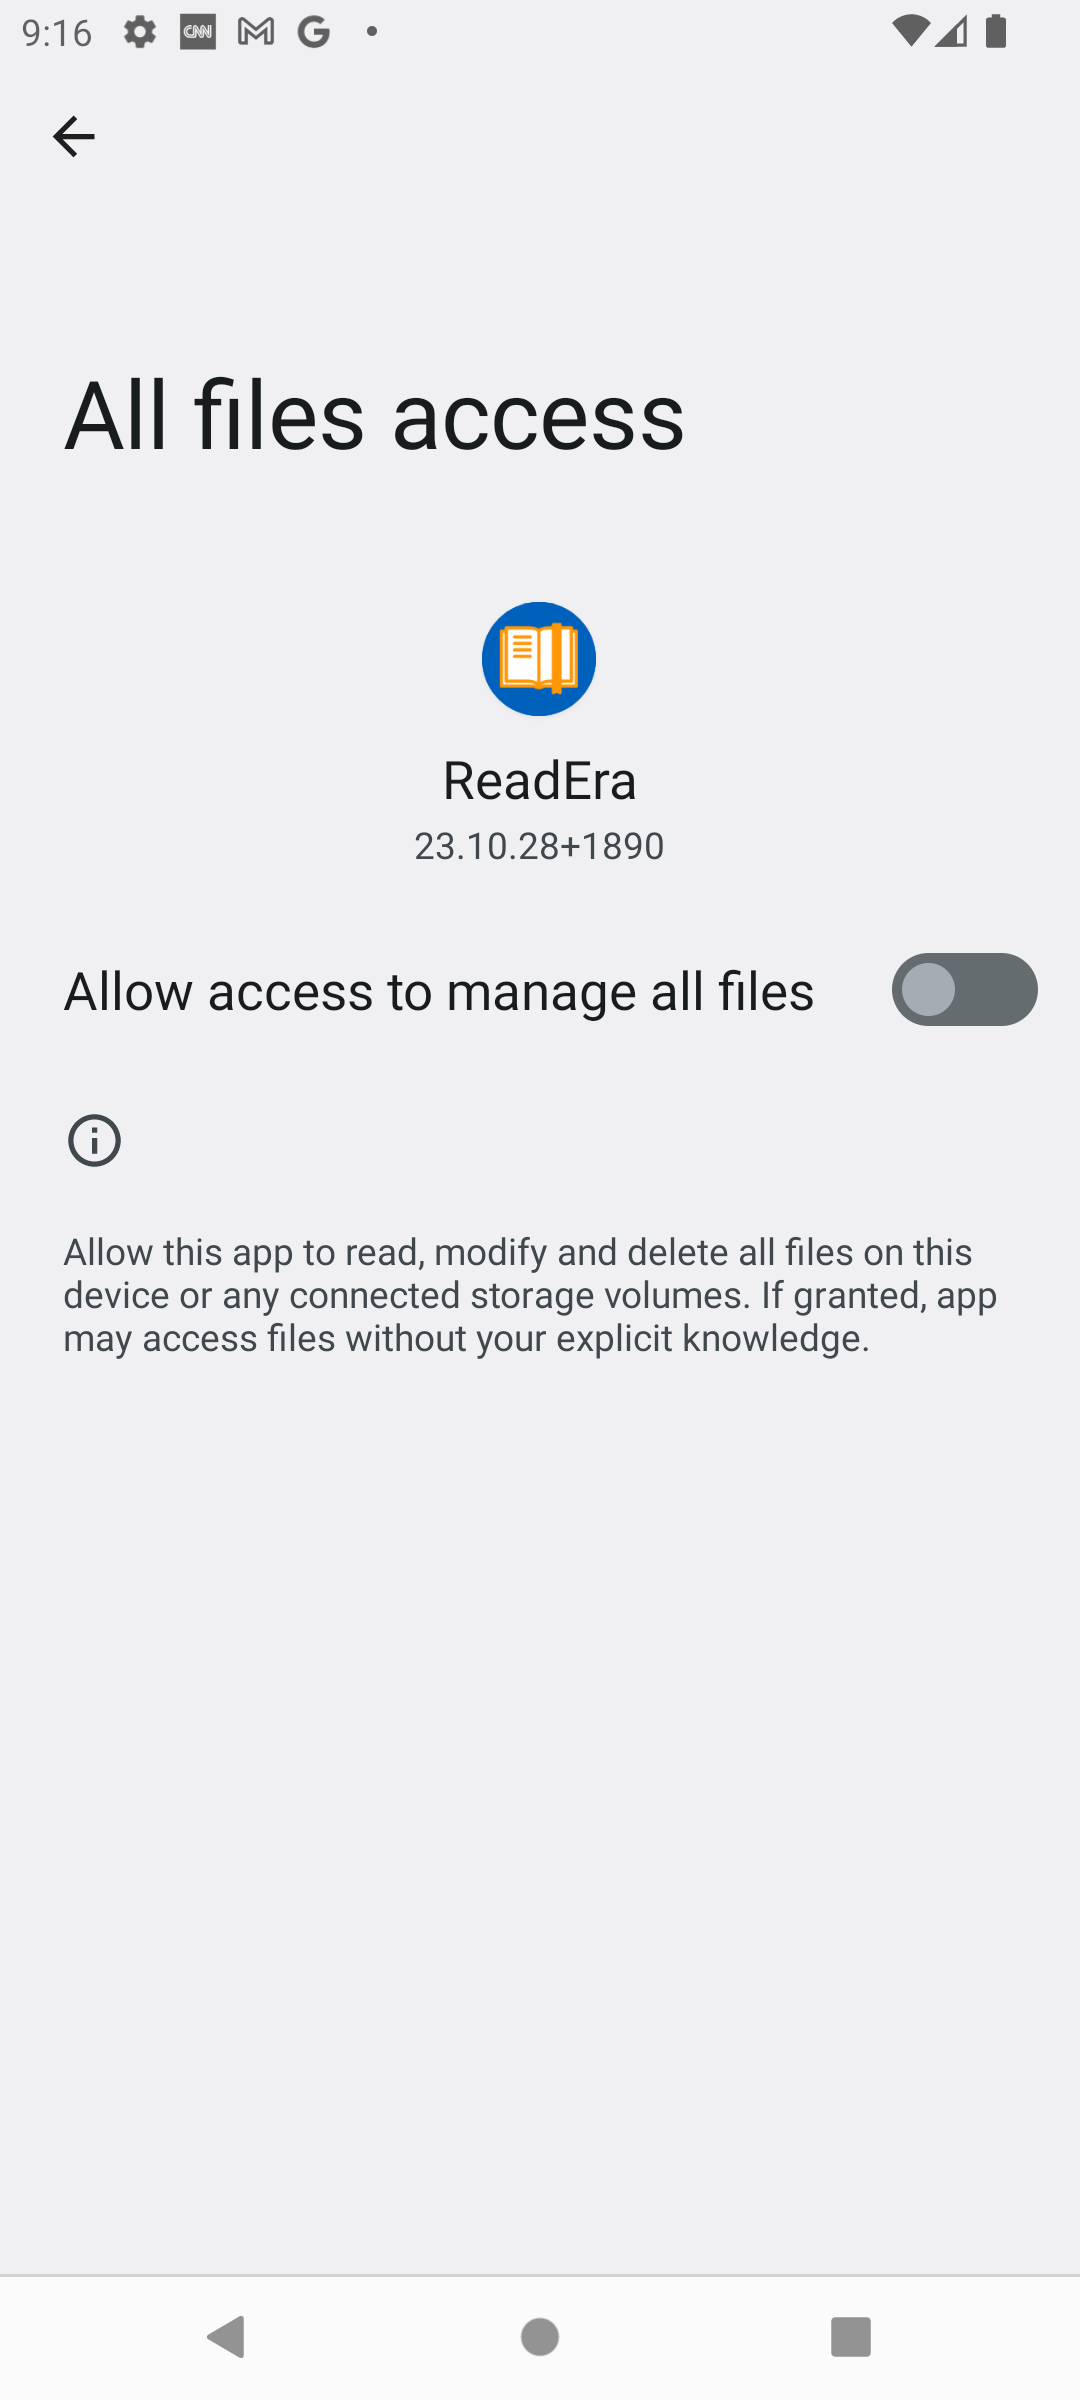 9:16
CNN
All files access
ReadEra
23.10.28+1890
Allow access to manage all files
Allow this app to read, modify and delete all files on this
device or any connected storage volumes. If granted, app
may access files without your explicit knowledge.